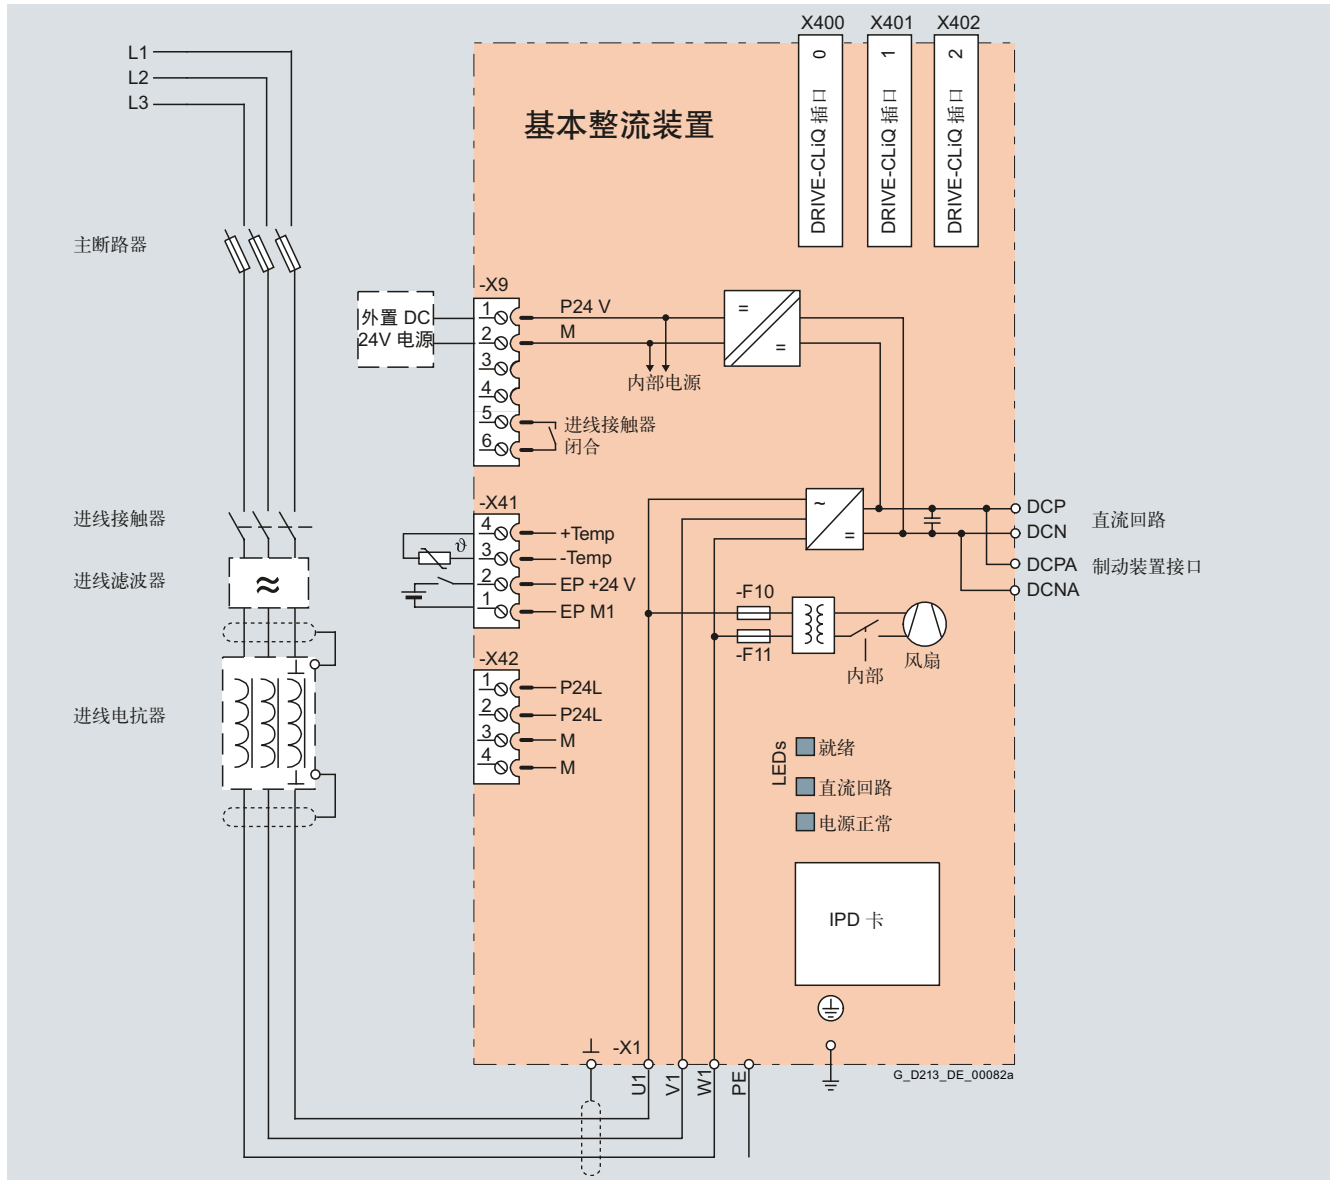 X400 X401 X402
L1
L2
L3
0 1 2
DRIVE-CLiQ 插口
DRIVE-CLiQ 插口
DRIVE-CLiQ 插口
基本整流装置
主断路器
-X9
外置 DC
24V 电源
1 P24 V
2 M
3
4
5
6
=
=
内部电源
进线接触器
闭合
进线接触器
-X41
4 +Temp
3 -Temp
2 EP +24 V
1 EP M1
ϑ
~
=
DCP
DCN
直流回路
DCPA
DCNA
制动装置接口
进线滤波器
≈
-F10
-F11
内部
风扇
-X42
1 P24L
2 P24L
3 M
4 M
进线电抗器
LEDs
就绪
直流回路
电源正常
IPD 卡
-X1
U1
V1
W1
PE
G_D213_DE_00082a